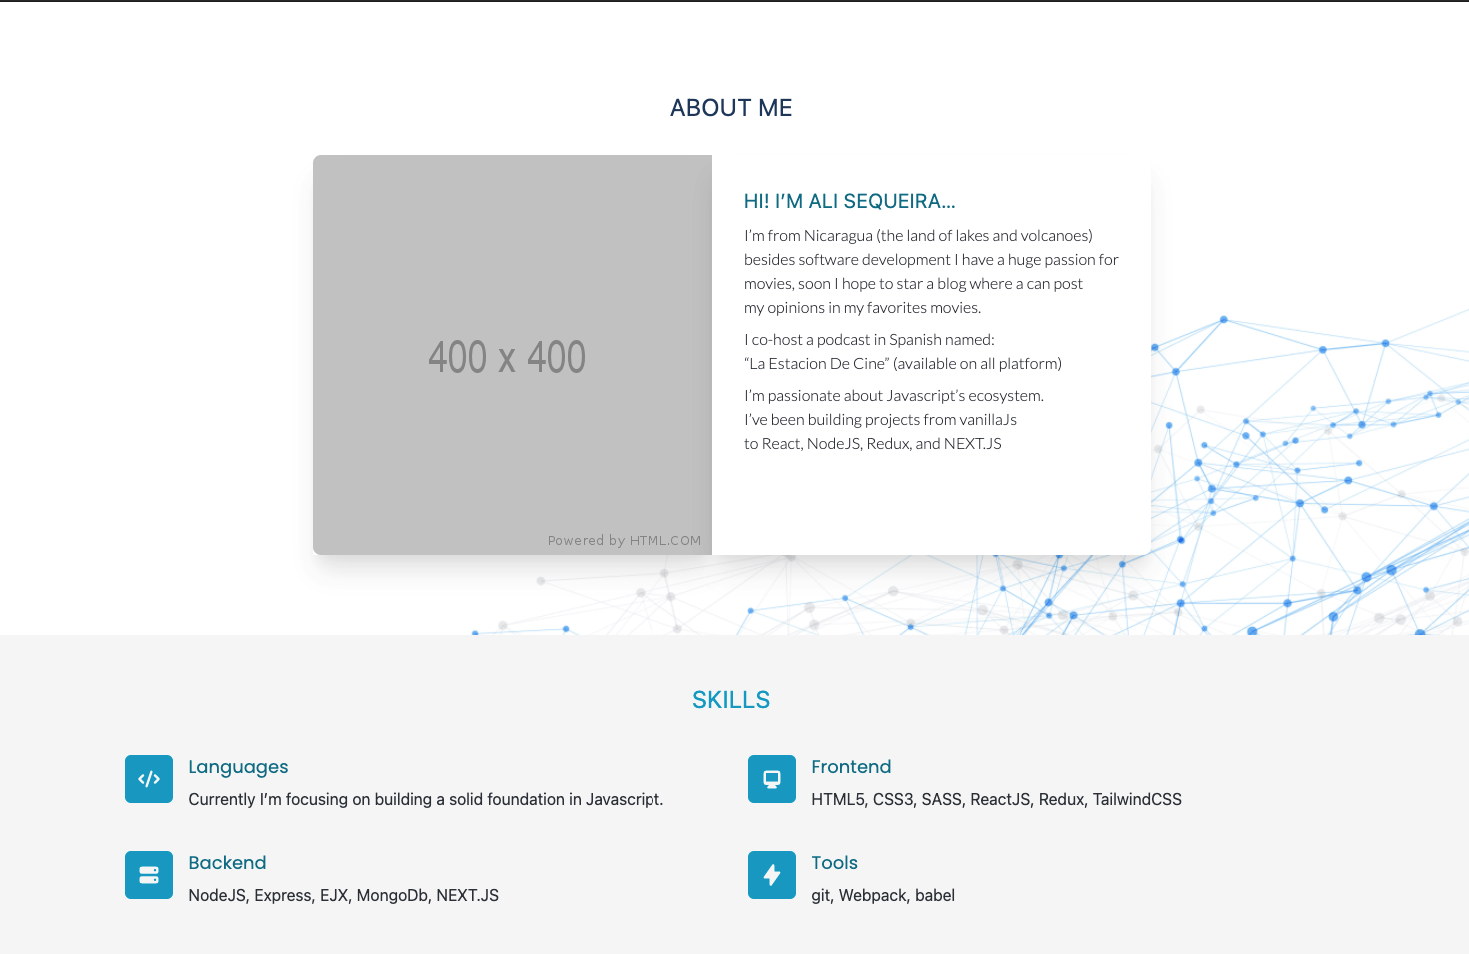 ABOUT ME
400 x 400
Powered by HTML.COM
HI! I’M ALI SEQUEIRA...
I’m from Nicaragua (the land of lakes and volcanoes)
besides software development I have a huge passion for
movies, soon I hope to star a blog where a can post
my opinions in my favorites movies.
I co-host a podcast in Spanish named:
“La Estacion De Cine” (available on all platform)
I’m passionate about Javascript’s ecosystem.
I’ve been building projects from vanillaJs
to React, NodeJS, Redux, and NEXT.JS
SKILLS
Languages
Currently I’m focusing on building a solid foundation in Javascript.
Frontend
HTML5, CSS3, SASS, ReactJS, Redux, TailwindCSS
Backend
NodeJS, Express, EJX, MongoDb, NEXT.JS
Tools
git, Webpack, babel